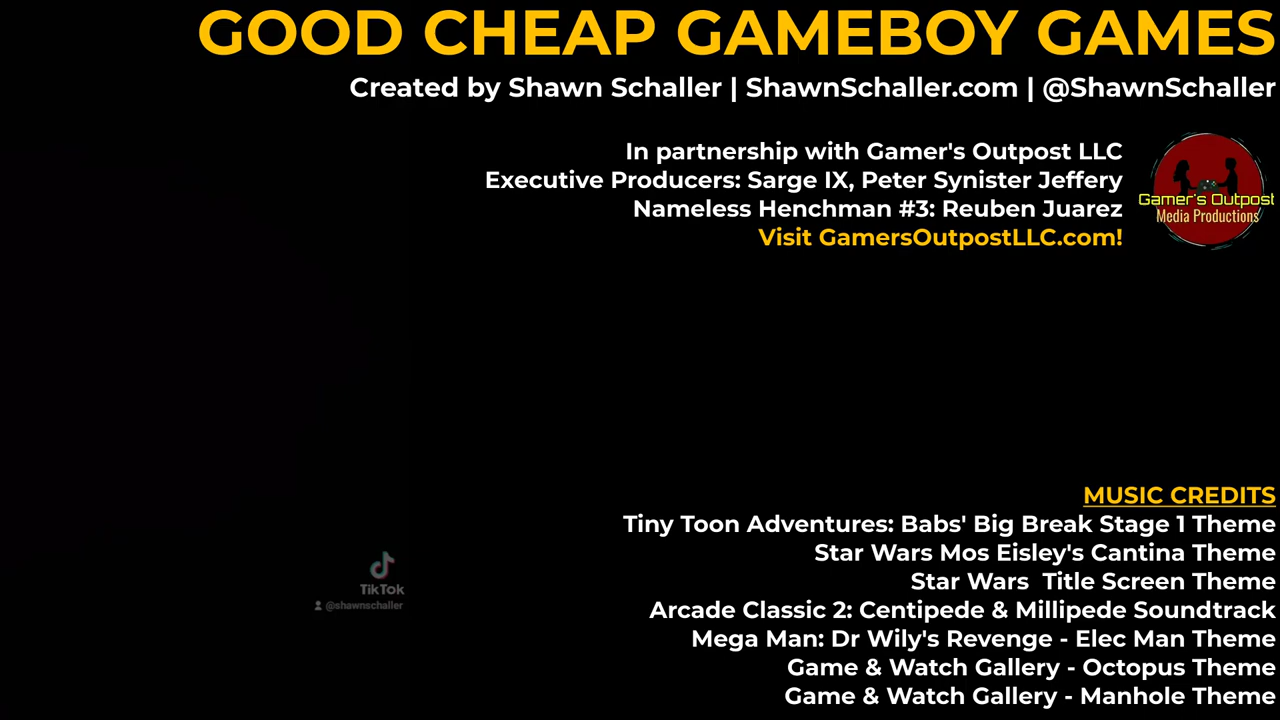 GOOD CHEAP GAMEBOY GAMES
Created by Shawn Schaller | ShawnSchaller.com | @ShawnSchaller
In partnership with Gamer's Outpost LLC
Executive Producers: Sarge IX, Peter Synister Jeffery
Nameless Henchman #3: Reuben Juarez
Visit GamersOutpostLLC.com!
Gamer's Outpost
Media Productions
MUSIC CREDITS
Tiny Toon Adventures: Babs' Big Break Stage 1 Theme
Star Wars Mos Eisley's Cantina Theme
Star Wars  Title Screen Theme
Arcade Classic 2: Centipede & Millipede Soundtrack
Mega Man: Dr Wily's Revenge - Elec Man Theme
Game & Watch Gallery - Octopus Theme
Game & Watch Gallery - Manhole Theme
TikTok
@shawnschaller